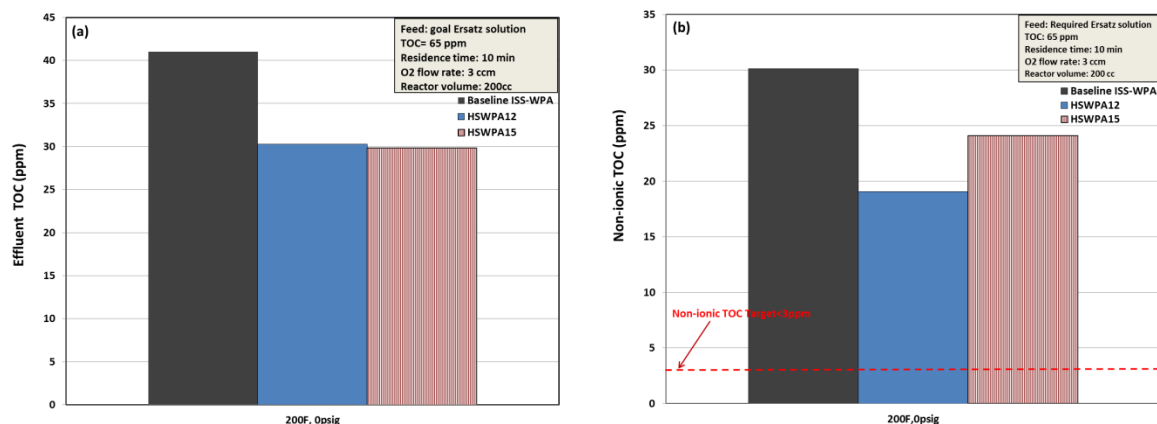 (a)
Feed: goal Ersatz solution
TOC= 65 ppm
Residence time: 10 min
O2 flow rate: 3 ccm
Reactor volume: 200cc
Baseline ISS-WPA
HSWPA12
HSWPA15
Effluent TOC (ppm)
45
40
35
30
25
20
15
10
5
0
200F, 0psig
(b)
Feed: Required Ersatz solution
TOC: 65 ppm
Residence time: 10 min
O2 flow rate: 3 ccm
Reactor volume: 200 cc
Baseline ISS-WPA
HSWPA12
HSWPA15
Non-ionic TOC (ppm)
35
30
25
20
15
10
5
0
Non-ionic TOC Target<3ppm
200F,0psig